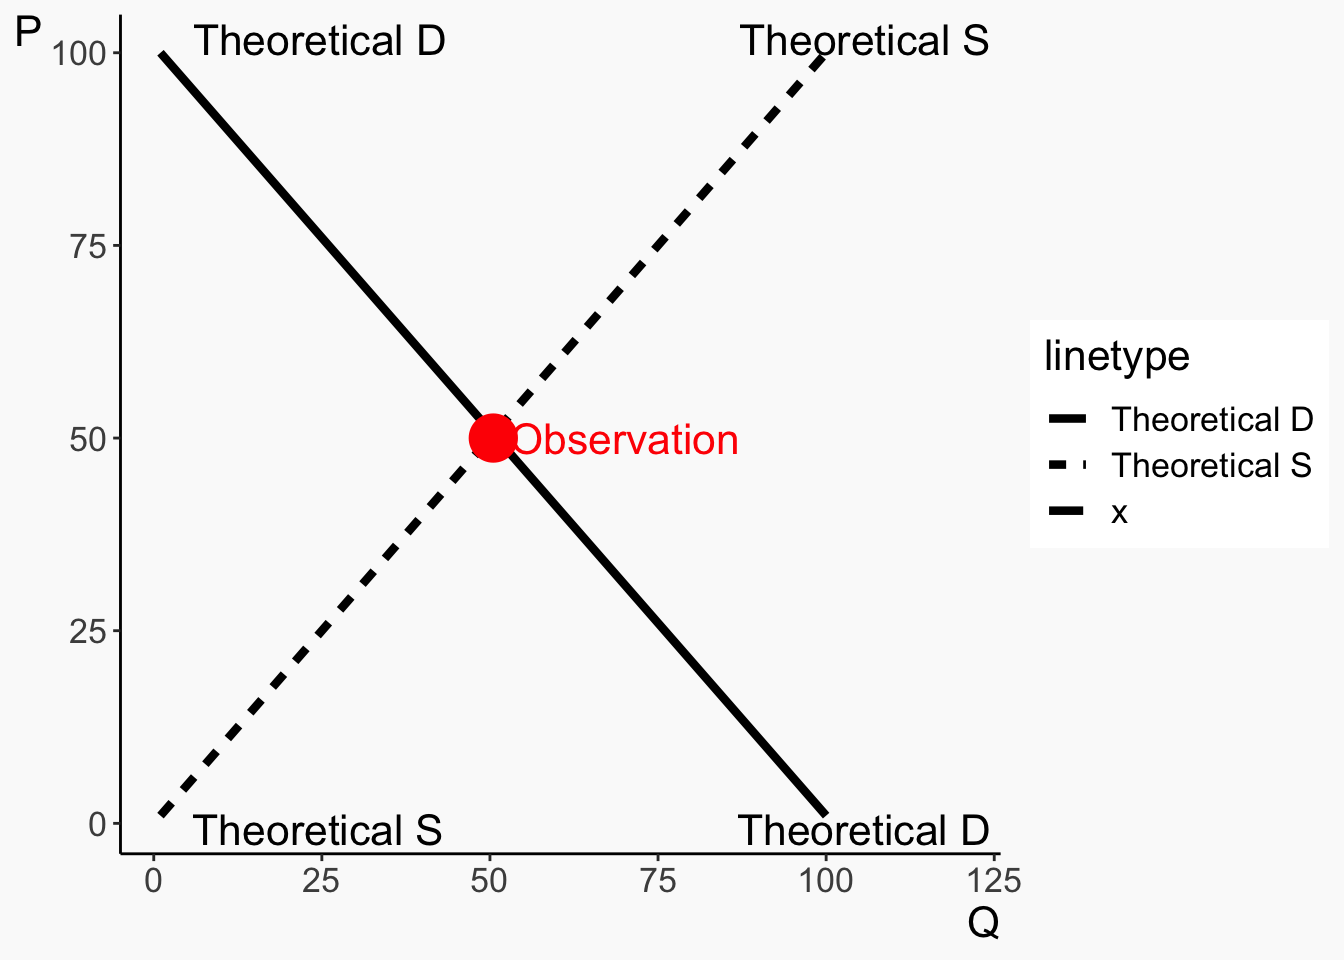 P
100
Theoretical D
Theoretical S
75
50
Observation
25
0
Theoretical S
Theoretical D
0
25
50
75
100
125
Q
linetype
Theoretical D
Theoretical S
x